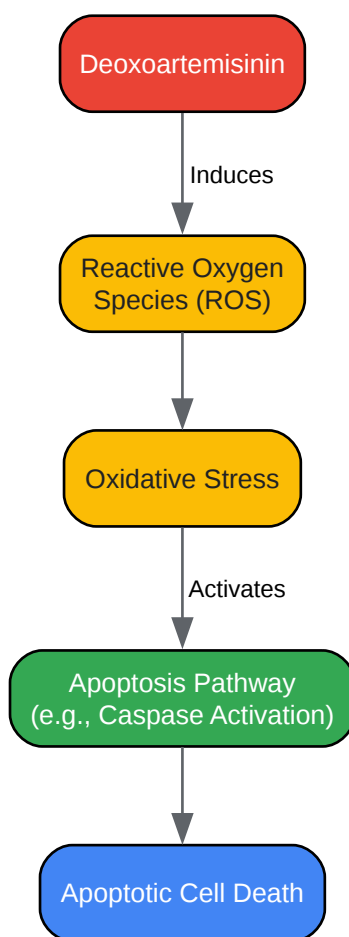 Deoxoartemisinin
Induces
Reactive Oxygen
Species (ROS)
Oxidative Stress
Activates
Apoptosis Pathway
(e.g., Caspase Activation)
Apoptotic Cell Death